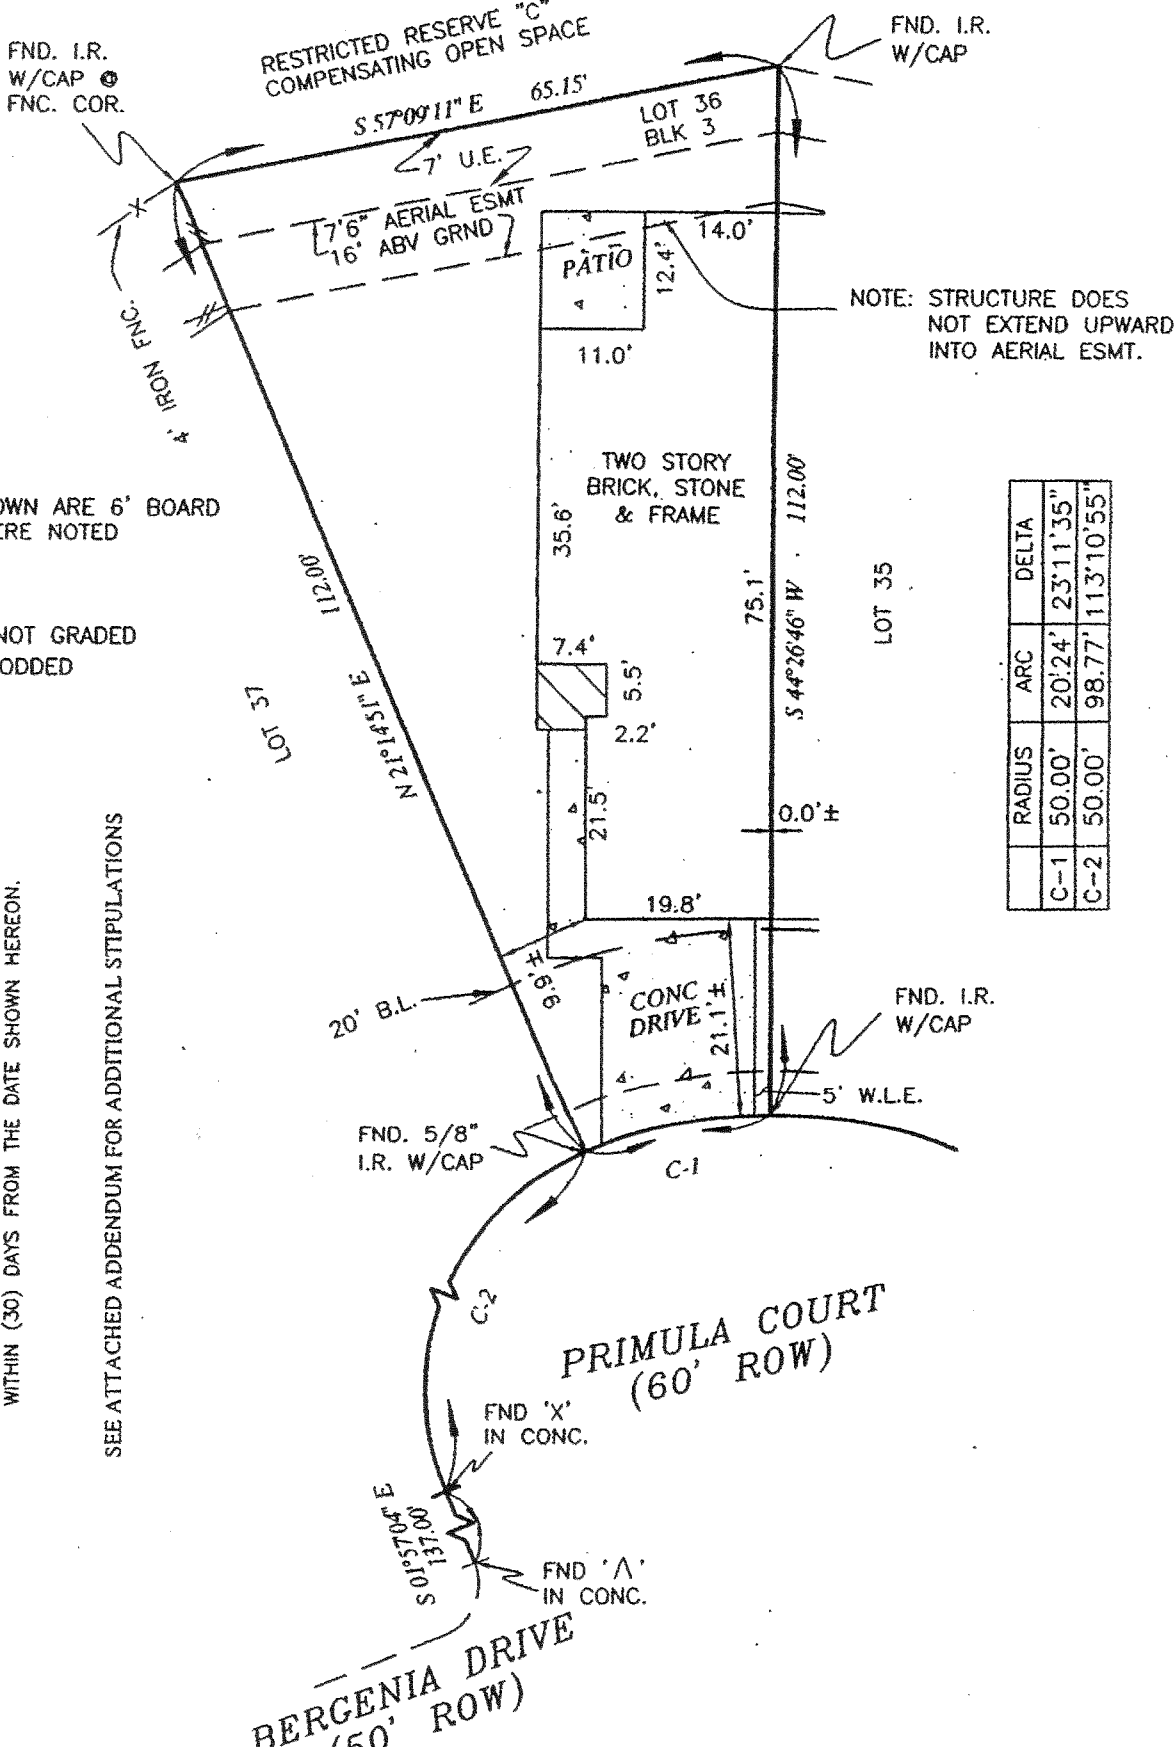 FND. I.R.
W/CAP @
FNC. COR.
RESTRICTED RESERVE "C"
COMPENSATING OPEN SPACE
FND. I.R.
W/CAP
S 57°09'11" E 65.15'
LOT 36
BLK 3
7' U.E.
7'6" AERIAL ESMT
16' ABV GRND
4' IRON FNC.
PATIO
14.0'
12.4'
11.0'
NOTE: STRUCTURE DOES
NOT EXTEND UPWARD
INTO AERIAL ESMT.
TWO STORY
BRICK, STONE
& FRAME
35.6'
75.1'
S 44°26'46" W 112.00'
LOT 35
OWN ARE 6' BOARD
ERE NOTED
NOT GRADED
ODDED
112.00'
N 21°14'51" E
LOT 37
7.4'
5.5'
2.2'
21.5'
0.0'±
19.8'
RADIUS ARC DELTA
C-1 50.00' 20.24' 23°11'35"
C-2 50.00' 98.77' 113°10'55"
WITHIN (30) DAYS FROM THE DATE SHOWN HEREON.
SEE ATTACHED ADDENDUM FOR ADDITIONAL STIPULATIONS
20' B.L.
9.9'±
CONC
DRIVE
21.1'±
FND. I.R.
W/CAP
5' W.L.E.
FND. 5/8"
I.R. W/CAP
C-1
C-2
PRIMULA COURT
(60' ROW)
FND 'X'
IN CONC.
S 01°57'04" E
137.00'
FND 'Λ'
IN CONC.
BERGENIA DRIVE
(50' ROW)